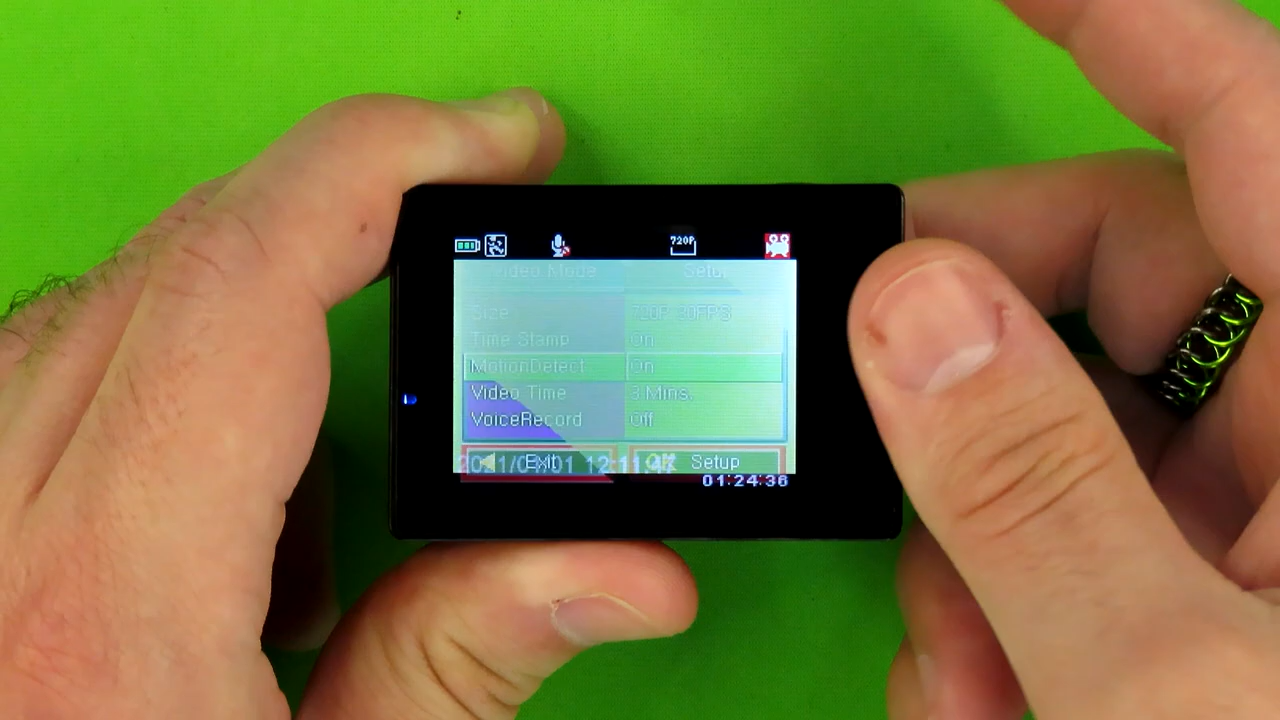 720P
Video Mode Setup
Size 720P 30FPS
Time Stamp On
MotionDetect On
Video Time 3 Mins.
VoiceRecord Off
Exit OK Setup
01:24:36